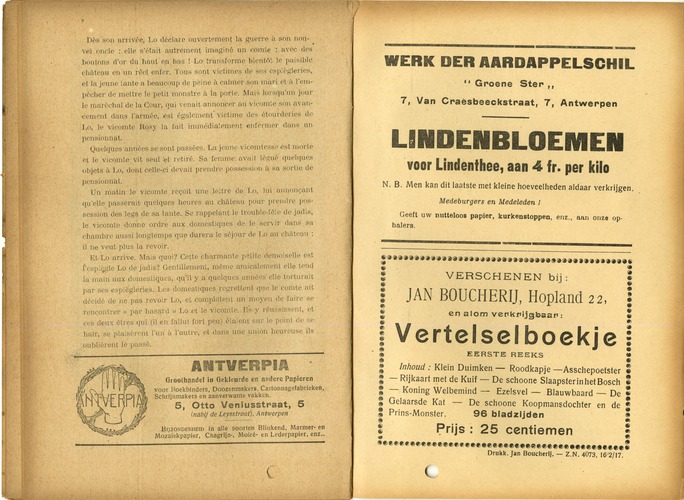 Dès son arrivée, Lo déclare ouvertement la guerre à son nou-
vel oncle : elle s'était autrement imaginé un comte : avec des
boutons d'or du haut en bas ! Lo transforme bientôt le paisible
château en un réel enfer. Tous sont victimes de ses espiègleries,
et la jeune tante a beaucoup de peine à calmer son mari et à l'em-
pêcher de mettre le petit monstre à la porte. Mais lorsqu'un jour
le maréchal de la Cour, qui venait annoncer au vicomte son avan-
cement dans l'armée, est également victime des étourderies de
Lo, le vicomte Rosy la fait immédiatement enfermer dans un
pensionnat.
Quelques années se sont passées. La jeune vicomtesse est morte
et le vicomte vit seul et retiré. Sa femme avait légué quelques
objets à Lo, dont celle-ci devait prendre possession à sa sortie de
pensionnat.
Un matin le vicomte reçoit une lettre de Lo, lui annonçant
qu'elle passerait quelques heures au château pour prendre pos-
session des legs de sa tante. Se rappelant le trouble-fête de jadis,
le vicomte donne ordre aux domestiques de le servir dans sa
chambre aussi longtemps que durera le séjour de Lo au château :
il ne veut plus la revoir.
Et Lo arrive. Mais quoi? Cette charmante petite demoiselle est
l'espiègle Lo de jadis? Gentillement, même amicalement elle tend
la main aux domestiques, qu'il y a quelques années elle torturait
par ses espiègleries. Les domestiques regrettent que le comte ait
décidé de ne pas revoir Lo, et complètent un moyen de faire se
rencontrer « par hasard » Lo et le vicomte. Ils y réussissent, et
ces deux êtres qui (il en fallut fort peu) étaient sur le point de se
haïr, se plaisent l'un à l'autre, et dans une union heureuse ils
oublièrent le passé.
ANTVERPIA
ANTVERPIA
Groothandel in Gekleurde en andere Papieren
voor Boekbinders, Doozenmakers, Cartonnagefabrieken,
Schrijnmakers en aanverwante vakken.
5, Otto Veniusstraat, 5
(nabij de Leysstraat), Antwerpen
BIJZONDERHEID in alle soorten Blinkend, Marmer- en
Mozaïekpapier, Chagrijn-, Moiré- en Lederpapier, enz..
WERK DER AARDAPPELSCHIL
" Groene Ster „
7, Van Craesbeeckstraat, 7, Antwerpen
LINDENBLOEMEN
voor Lindenthee, aan 4 fr. per kilo
N. B. Men kan dit laatste met kleine hoeveelheden aldaar verkrijgen.
Medeburgers en Medeleden !
Geeft uw nutteloos papier, kurkenstoppen, enz., aan onze op-
halers.
VERSCHENEN bij:
JAN BOUCHERIJ, Hopland 22,
en alom verkrijgbaar:
Vertelselboekje
EERSTE REEKS
Inhoud : Klein Duimken — Roodkapje —Asschepoetster
— Rijkaart met de Kuif — De schoone Slaapster in het Bosch
— Koning Welbemind — Ezelsvel — Blauwbaard — De
Gelaarsde Kat — De schoone Koopmansdochter en de
Prins-Monster. 96 bladzijden
Prijs : 25 centiemen
Drukk. Jan Boucherij. — Z.N. 4073, 16/2/17.